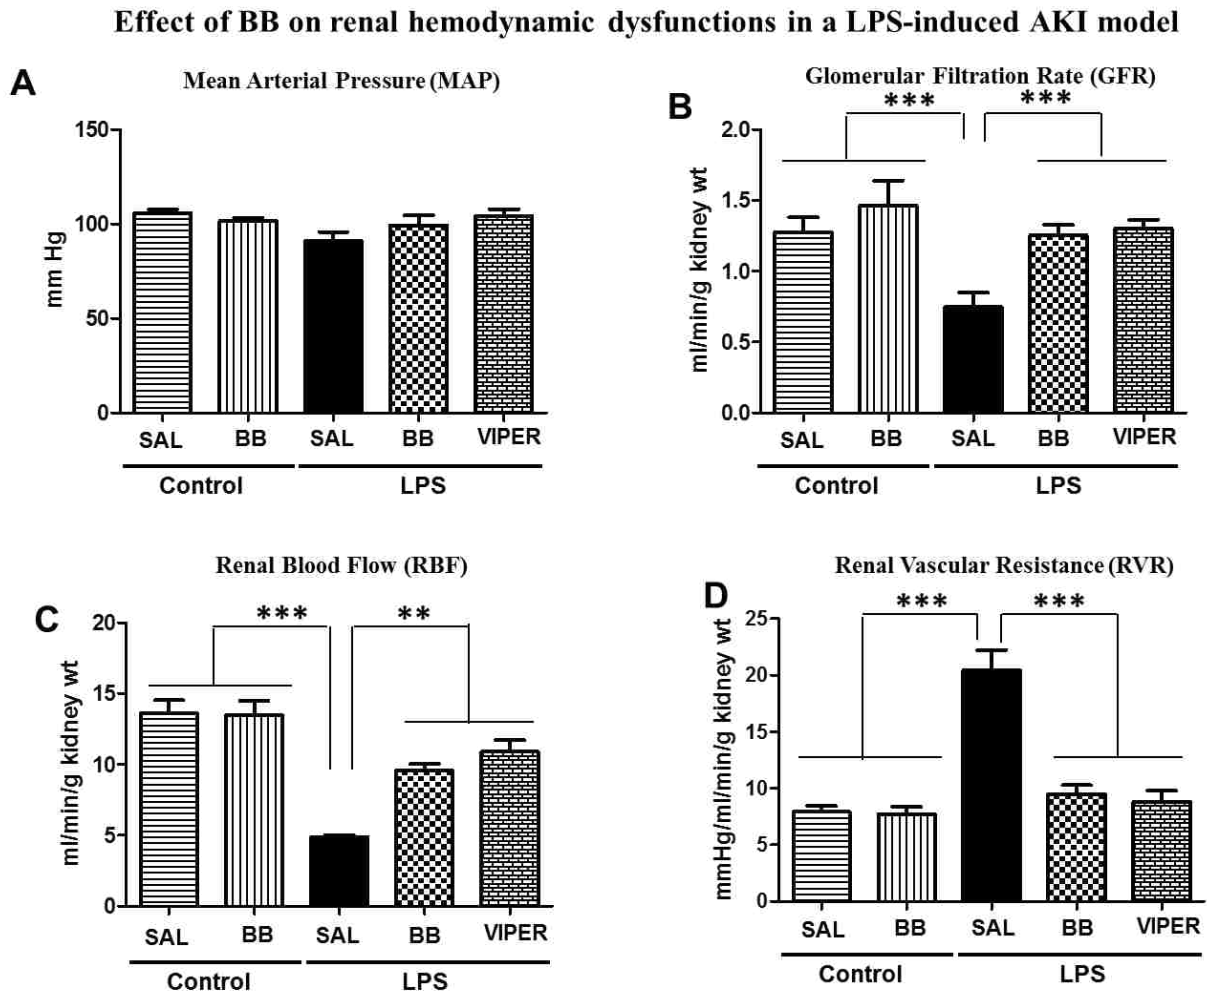 Effect of BB on renal hemodynamic dysfunctions in a LPS-induced AKI model
A
Mean Arterial Pressure (MAP)
mm Hg
150
100
50
0
SAL BB SAL BB VIPER
Control LPS
B
Glomerular Filtration Rate (GFR)
*** ***
ml/min/g kidney wt
2.0
1.5
1.0
0.5
0.0
SAL BB SAL BB VIPER
Control LPS
C
Renal Blood Flow (RBF)
*** **
ml/min/g kidney wt
20
15
10
5
0
SAL BB SAL BB VIPER
Control LPS
D
Renal Vascular Resistance (RVR)
*** ***
mmHg/ml/min/g kidney wt
25
20
15
10
5
0
SAL BB SAL BB VIPER
Control LPS